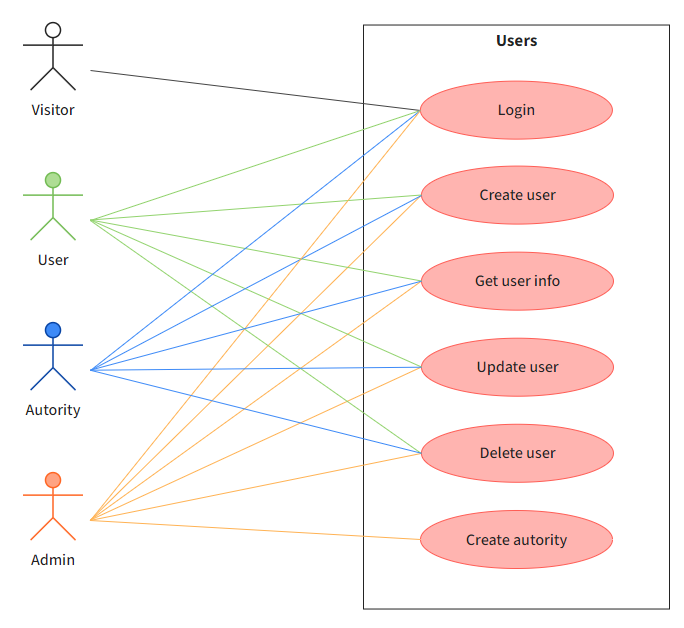 Users
Visitor
Login
Create user
User
Get user info
Update user
Autority
Delete user
Create autority
Admin